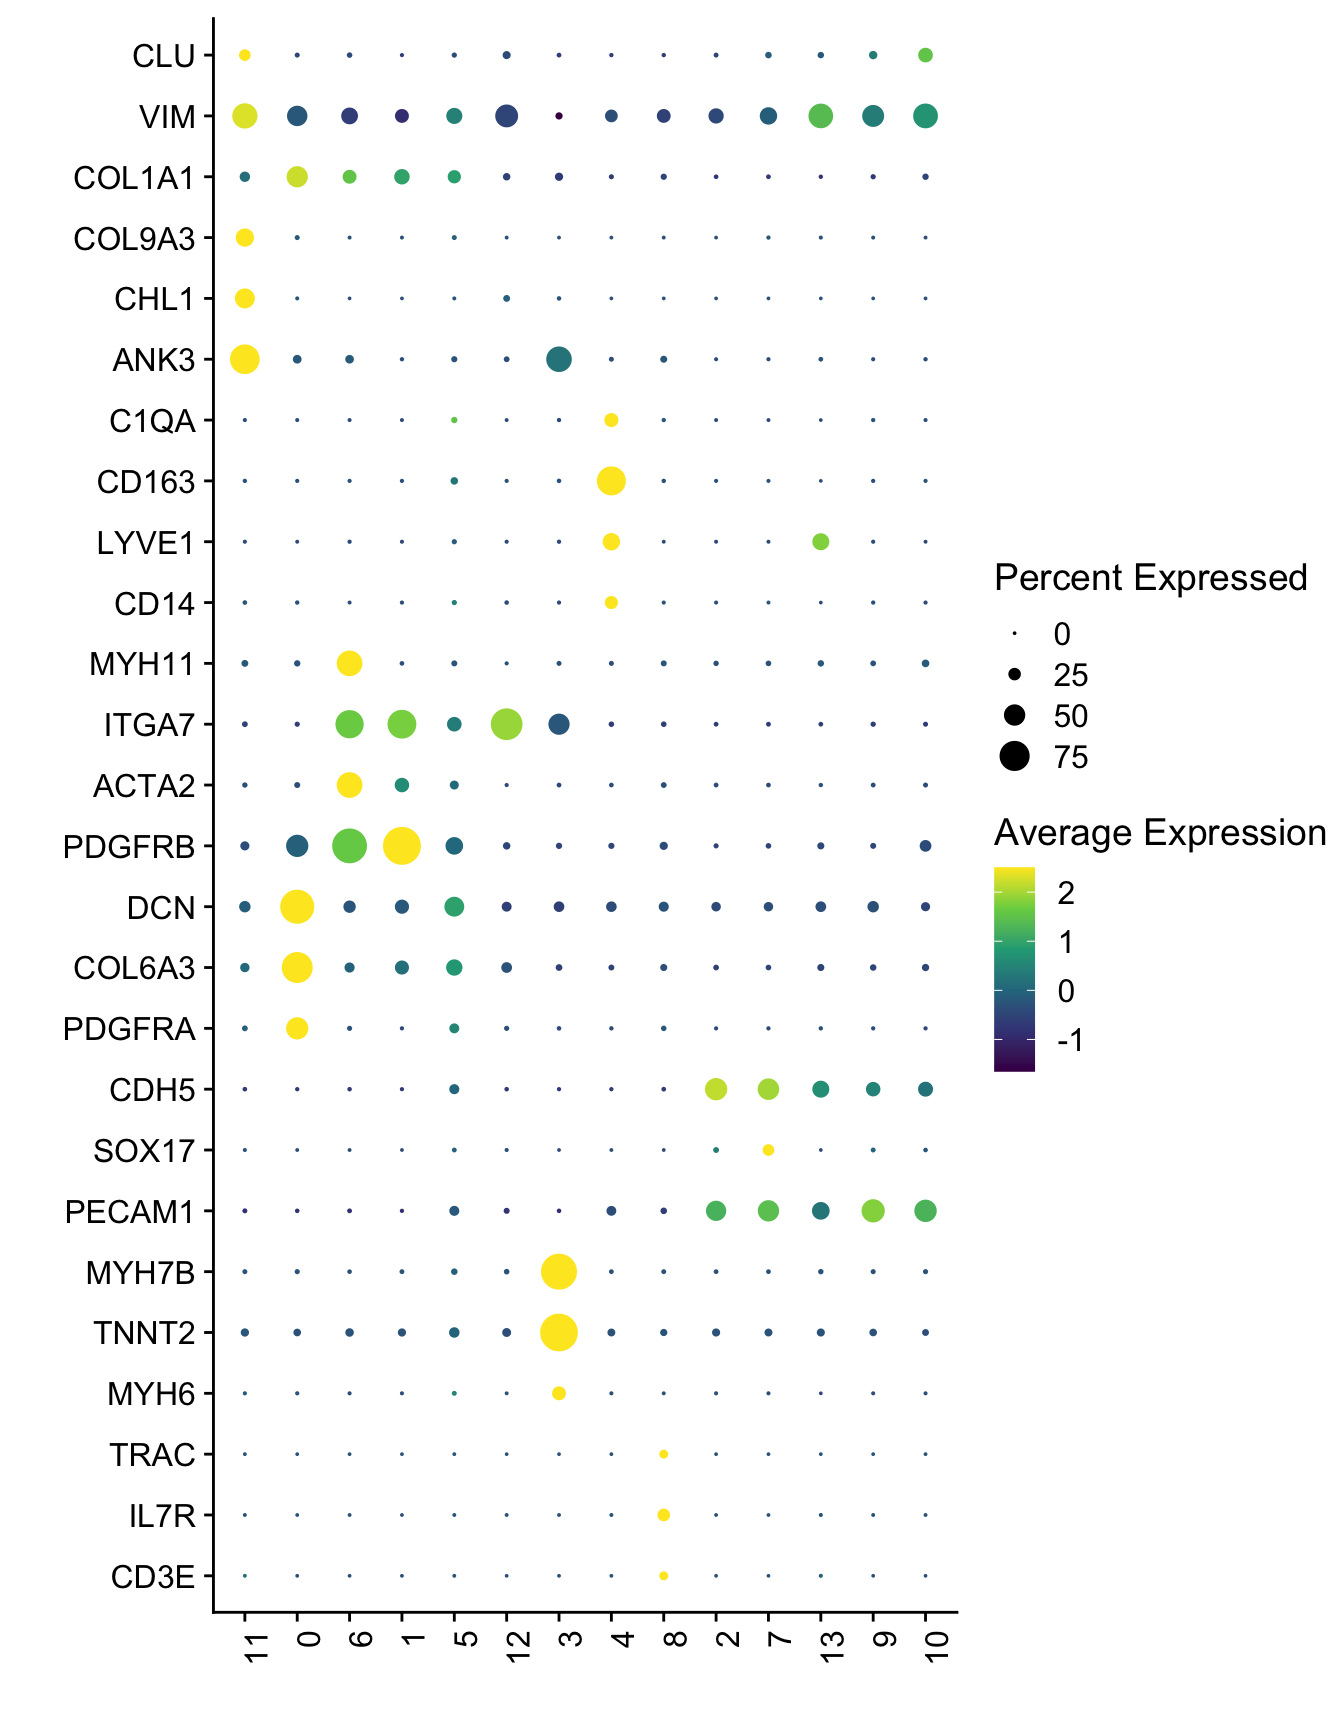 CLU
VIM
COL1A1
COL9A3
CHL1
ANK3
C1QA
CD163
LYVE1
CD14
MYH11
ITGA7
ACTA2
PDGFRB
DCN
COL6A3
PDGFRA
CDH5
SOX17
PECAM1
MYH7B
TNNT2
MYH6
TRAC
IL7R
CD3E
11 0 6 1 5 12 3 4 8 2 7 13 9 10
Percent Expressed
0
25
50
75
Average Expression
2
1
0
-1